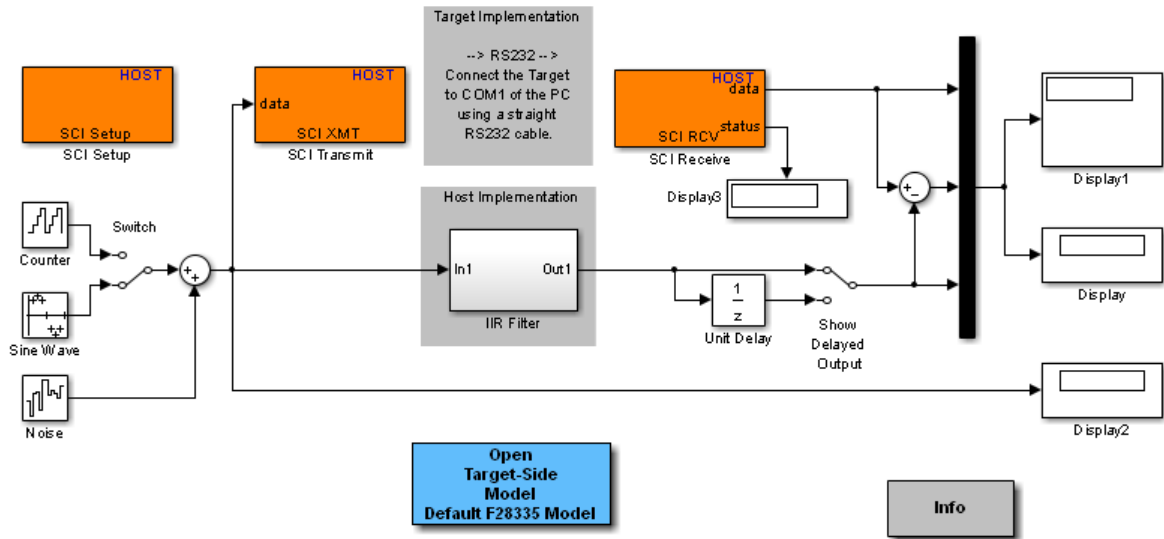 Target Implementation
--> RS232 -->
Connect the Target
to COM1 of the PC
using a straight
RS232 cable.
HOST
SCI Setup
SCI Setup
HOST
data
SCI XMT
SCI Transmit
HOST
data
status
SCI RCV
SCI Receive
Display3
Display1
Counter
Switch
Sine Wave
Noise
+
+
Host Implementation
In1
Out1
IIR Filter
1
z
Unit Delay
Show
Delayed
Output
+
−
Display
Display2
Open
Target-Side
Model
Default F28335 Model
Info